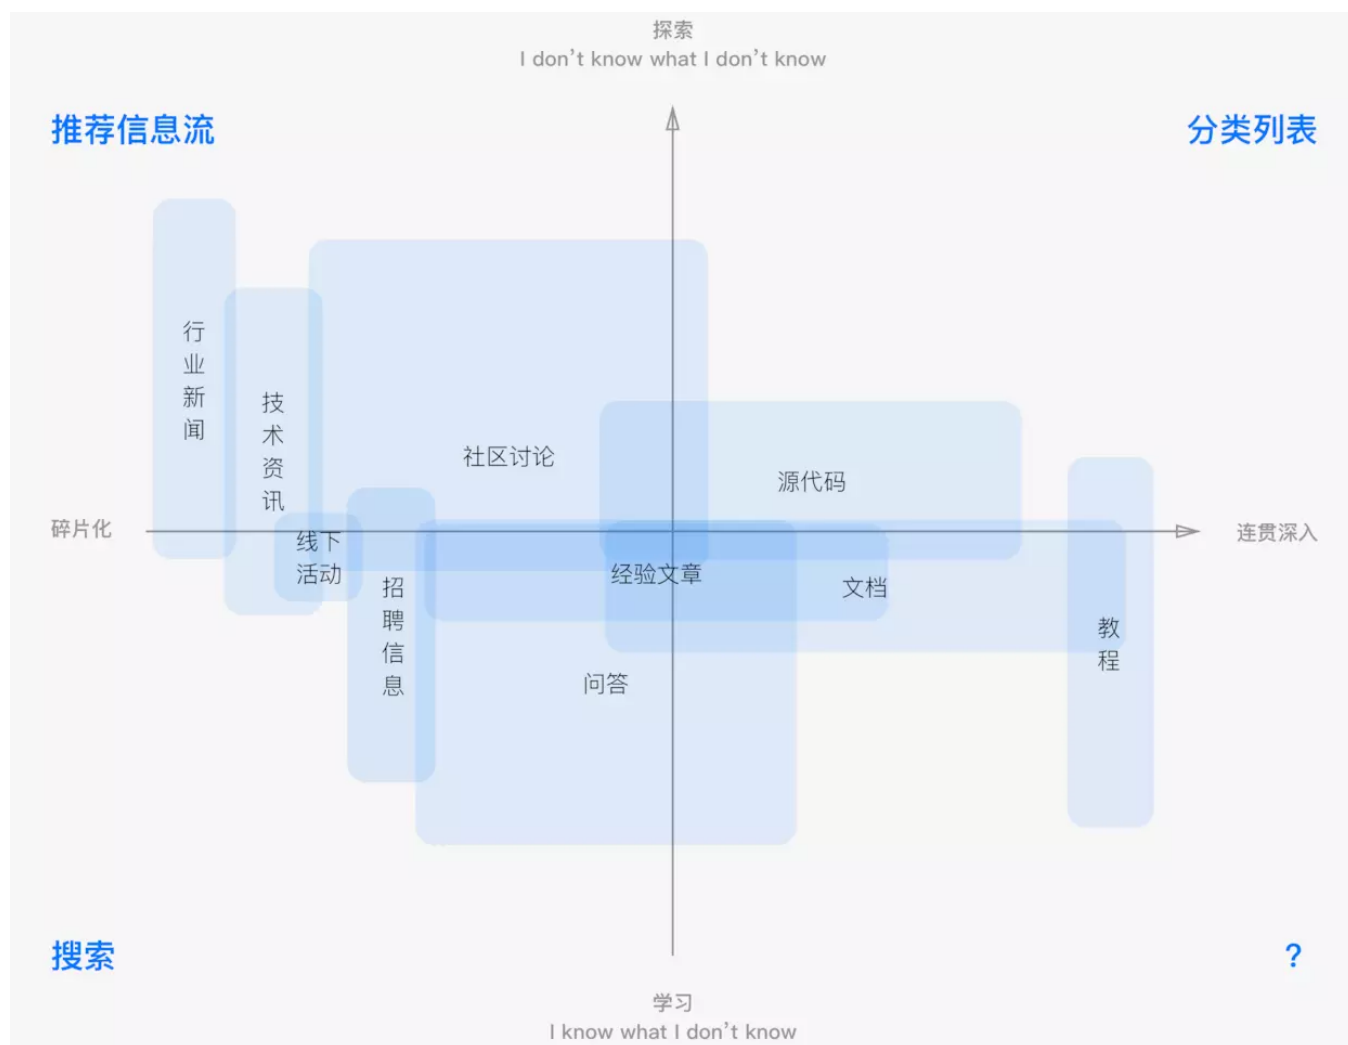 探索
I don't know what I don't know
推荐信息流
分类列表
行业新闻
技术资讯
社区讨论
源代码
碎片化
连贯深入
线下
活动
招聘信息
经验文章
文档
教程
问答
搜索
?
学习
I know what I don't know